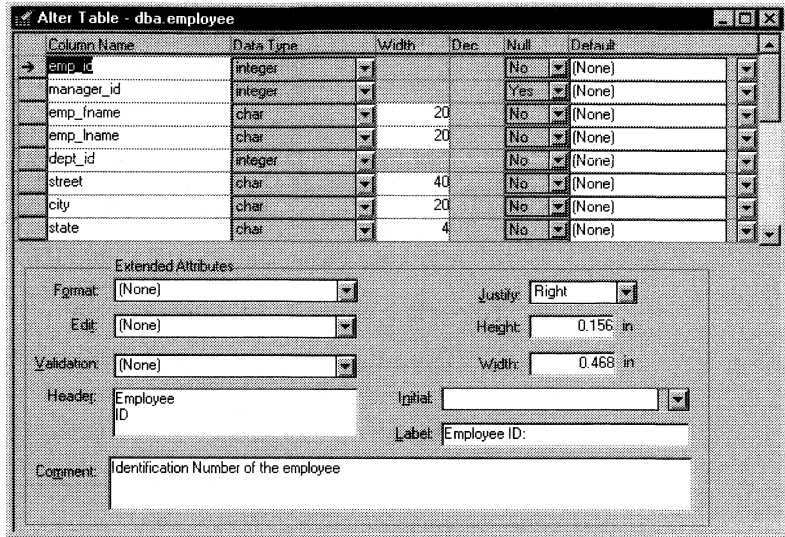 Alter Table - dba.employee
Column Name Data Type Width Dec Null Default
emp_id integer No (None)
manager_id integer Yes (None)
emp_fname char 20 No (None)
emp_lname char 20 No (None)
dept_id integer No (None)
street char 40 No (None)
city char 20 No (None)
state char 4 No (None)
Extended Attributes
Format: (None) Justify: Right
Edit: (None) Height: 0.156 in
Validation: (None) Width: 0.468 in
Header: Employee Initial:
ID
Label: Employee ID:
Comment: Identification Number of the employee